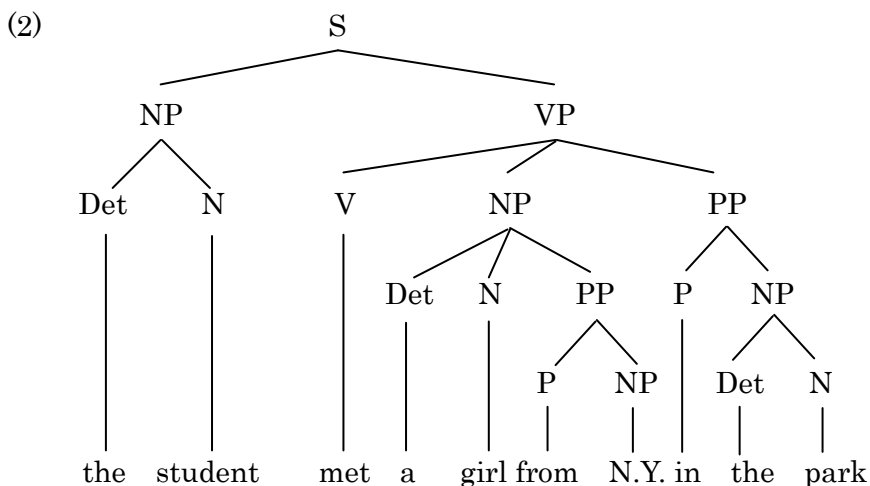 (2) S
NP VP
Det N V NP PP
Det N PP P NP
P NP Det N
the student met a girl from N.Y. in the park